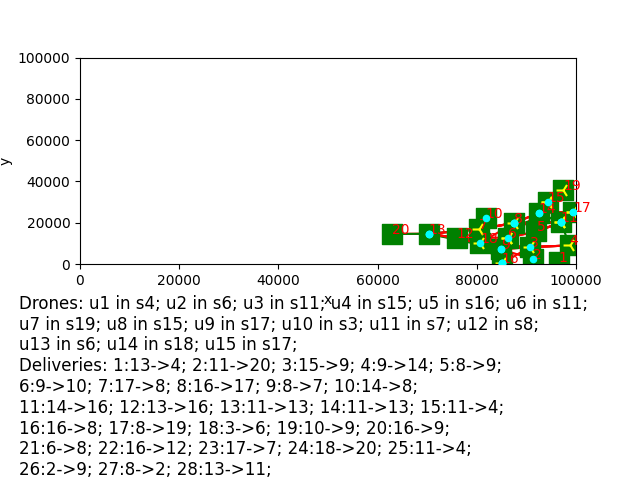 100000
80000
60000
40000
20000
0
y
0 20000 40000 60000 80000 100000
x
20
10
19
17
Drones: u1 in s4; u2 in s6; u3 in s11; u4 in s15; u5 in s16; u6 in s11;
u7 in s19; u8 in s15; u9 in s17; u10 in s3; u11 in s7; u12 in s8;
u13 in s6; u14 in s18; u15 in s17;
Deliveries: 1:13->4; 2:11->20; 3:15->9; 4:9->14; 5:8->9;
6:9->10; 7:17->8; 8:16->17; 9:8->7; 10:14->8;
11:14->16; 12:13->16; 13:11->13; 14:11->13; 15:11->4;
16:16->8; 17:8->19; 18:3->6; 19:10->9; 20:16->9;
21:6->8; 22:16->12; 23:17->7; 24:18->20; 25:11->4;
26:2->9; 27:8->2; 28:13->11;